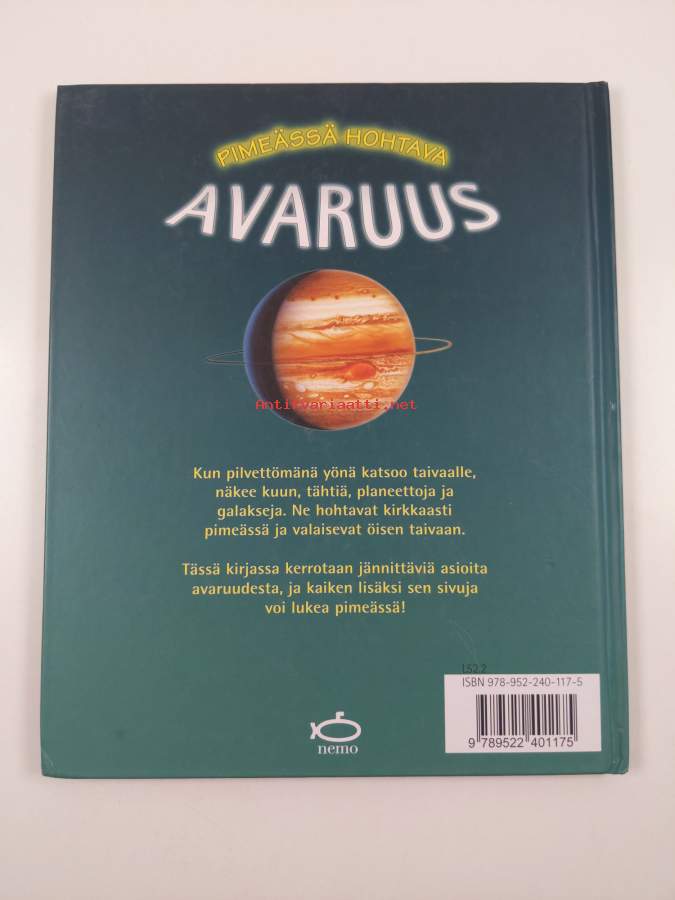 PIMEÄSSÄ HOHTAVA
AVARUUS
Antikvariaatti.net
Kun pilvettömänä yönä katsoo taivaalle,
näkee kuun, tähtiä, planeettoja ja
galakseja. Ne hohtavat kirkkaasti
pimeässä ja valaisevat öisen taivaan.
Tässä kirjassa kerrotaan jännittäviä asioita
avaruudesta, ja kaiken lisäksi sen sivuja
voi lukea pimeässä!
L52.2
ISBN 978-952-240-117-5
9 789522 401175
nemo